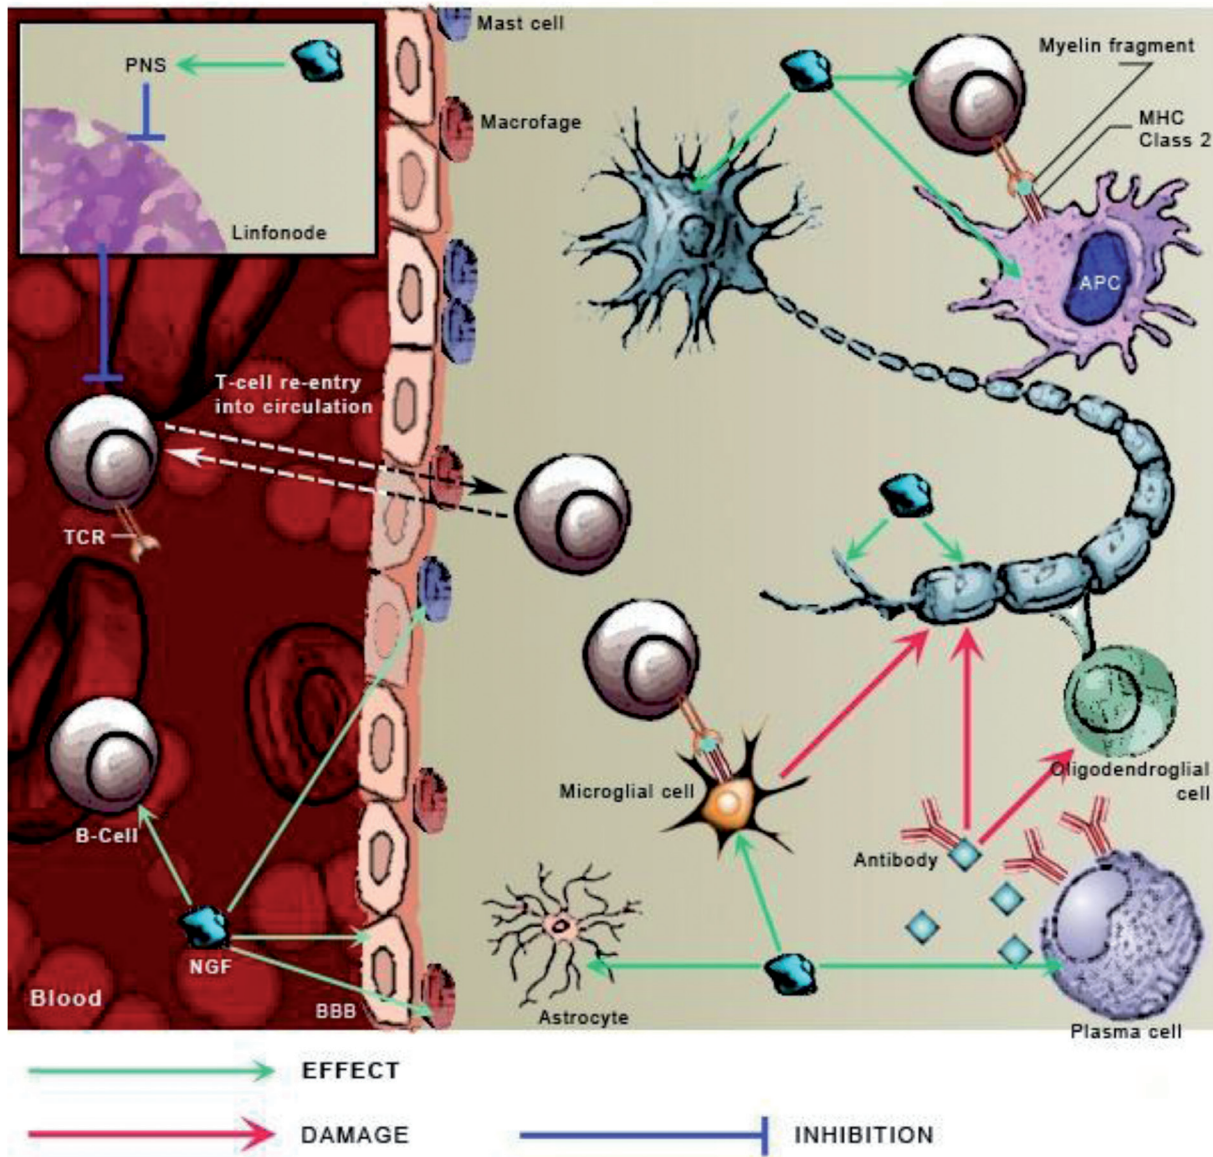 PNS
Linfonode
Mast cell
Macrofage
Myelin fragment
MHC
Class 2
APC
T-cell re-entry
into circulation
TCR
B-Cell
NGF
Blood
BBB
Microglial cell
Astrocyte
Antibody
Oligodendroglial
cell
Plasma cell
EFFECT
DAMAGE
INHIBITION